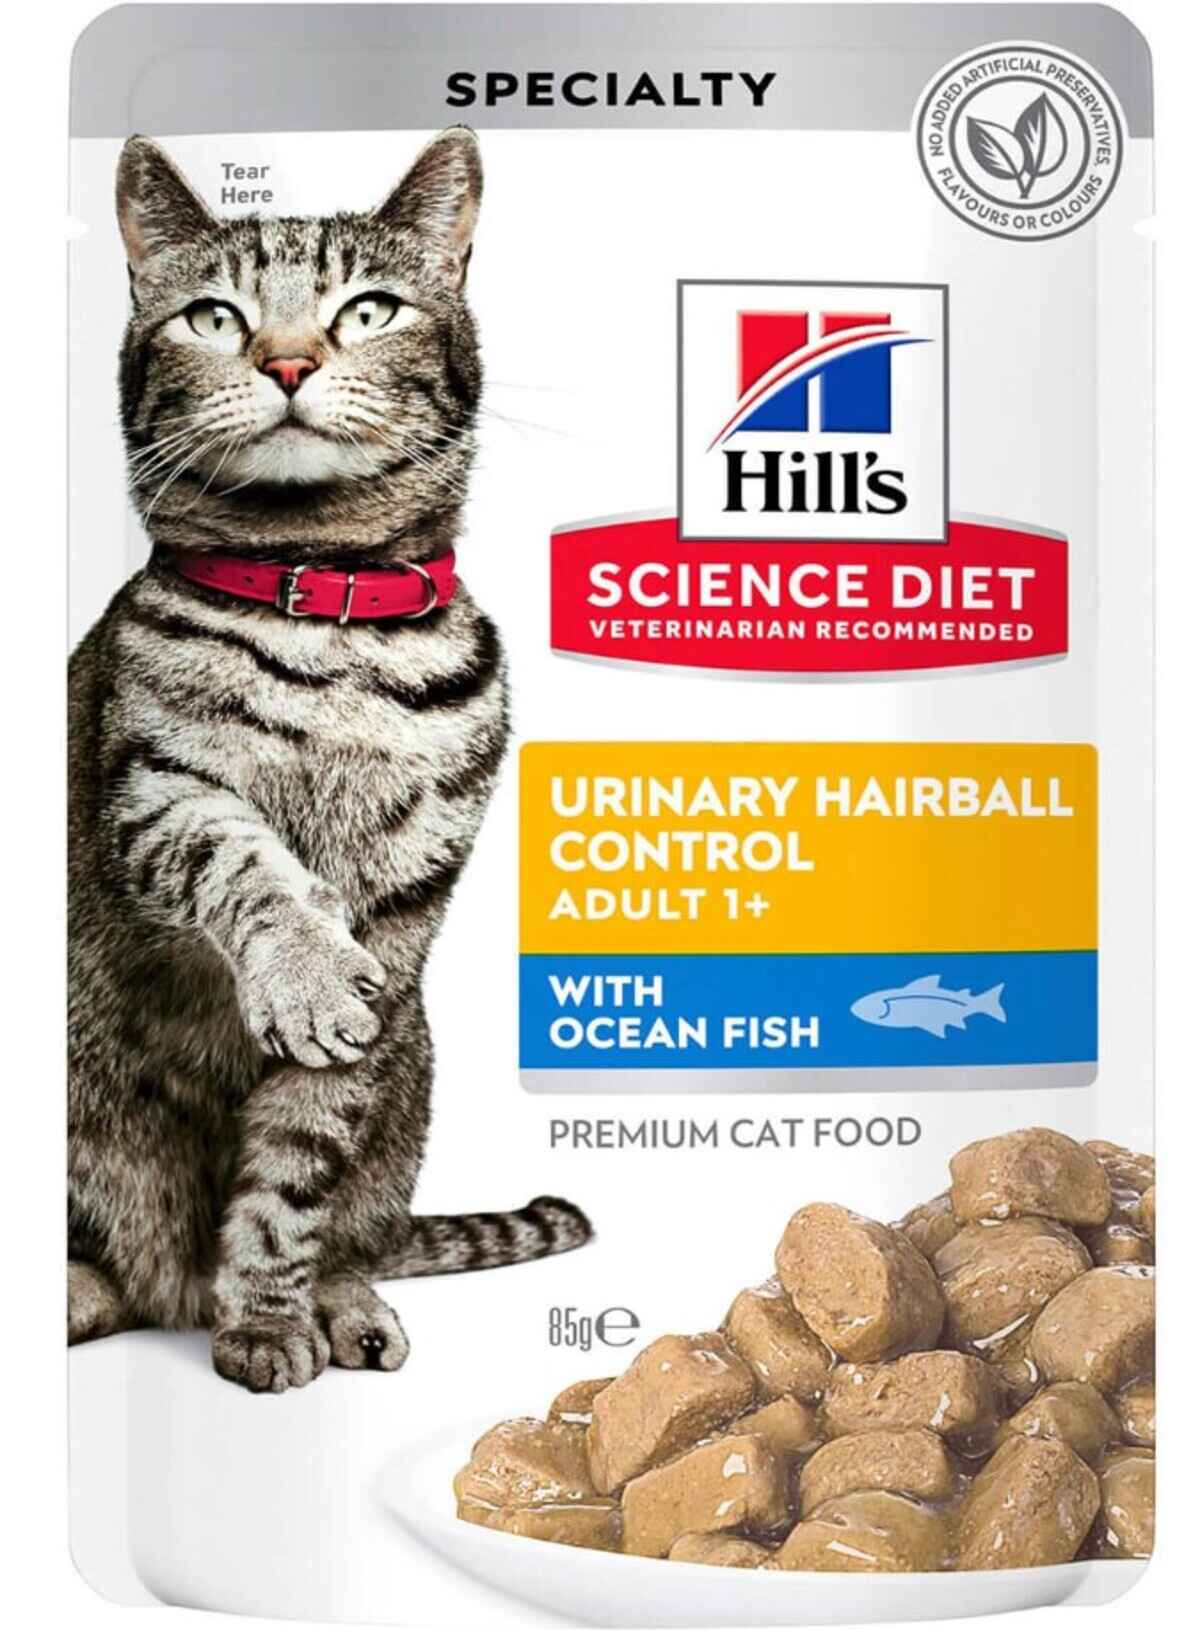 SPECIALTY
NO ADDED ARTIFICIAL PRESERVATIVES,
FLAVOURS OR COLOURS
Tear
Here
Hill's
SCIENCE DIET
VETERINARIAN RECOMMENDED
URINARY HAIRBALL
CONTROL
ADULT 1+
WITH
OCEAN FISH
PREMIUM CAT FOOD
85g℮